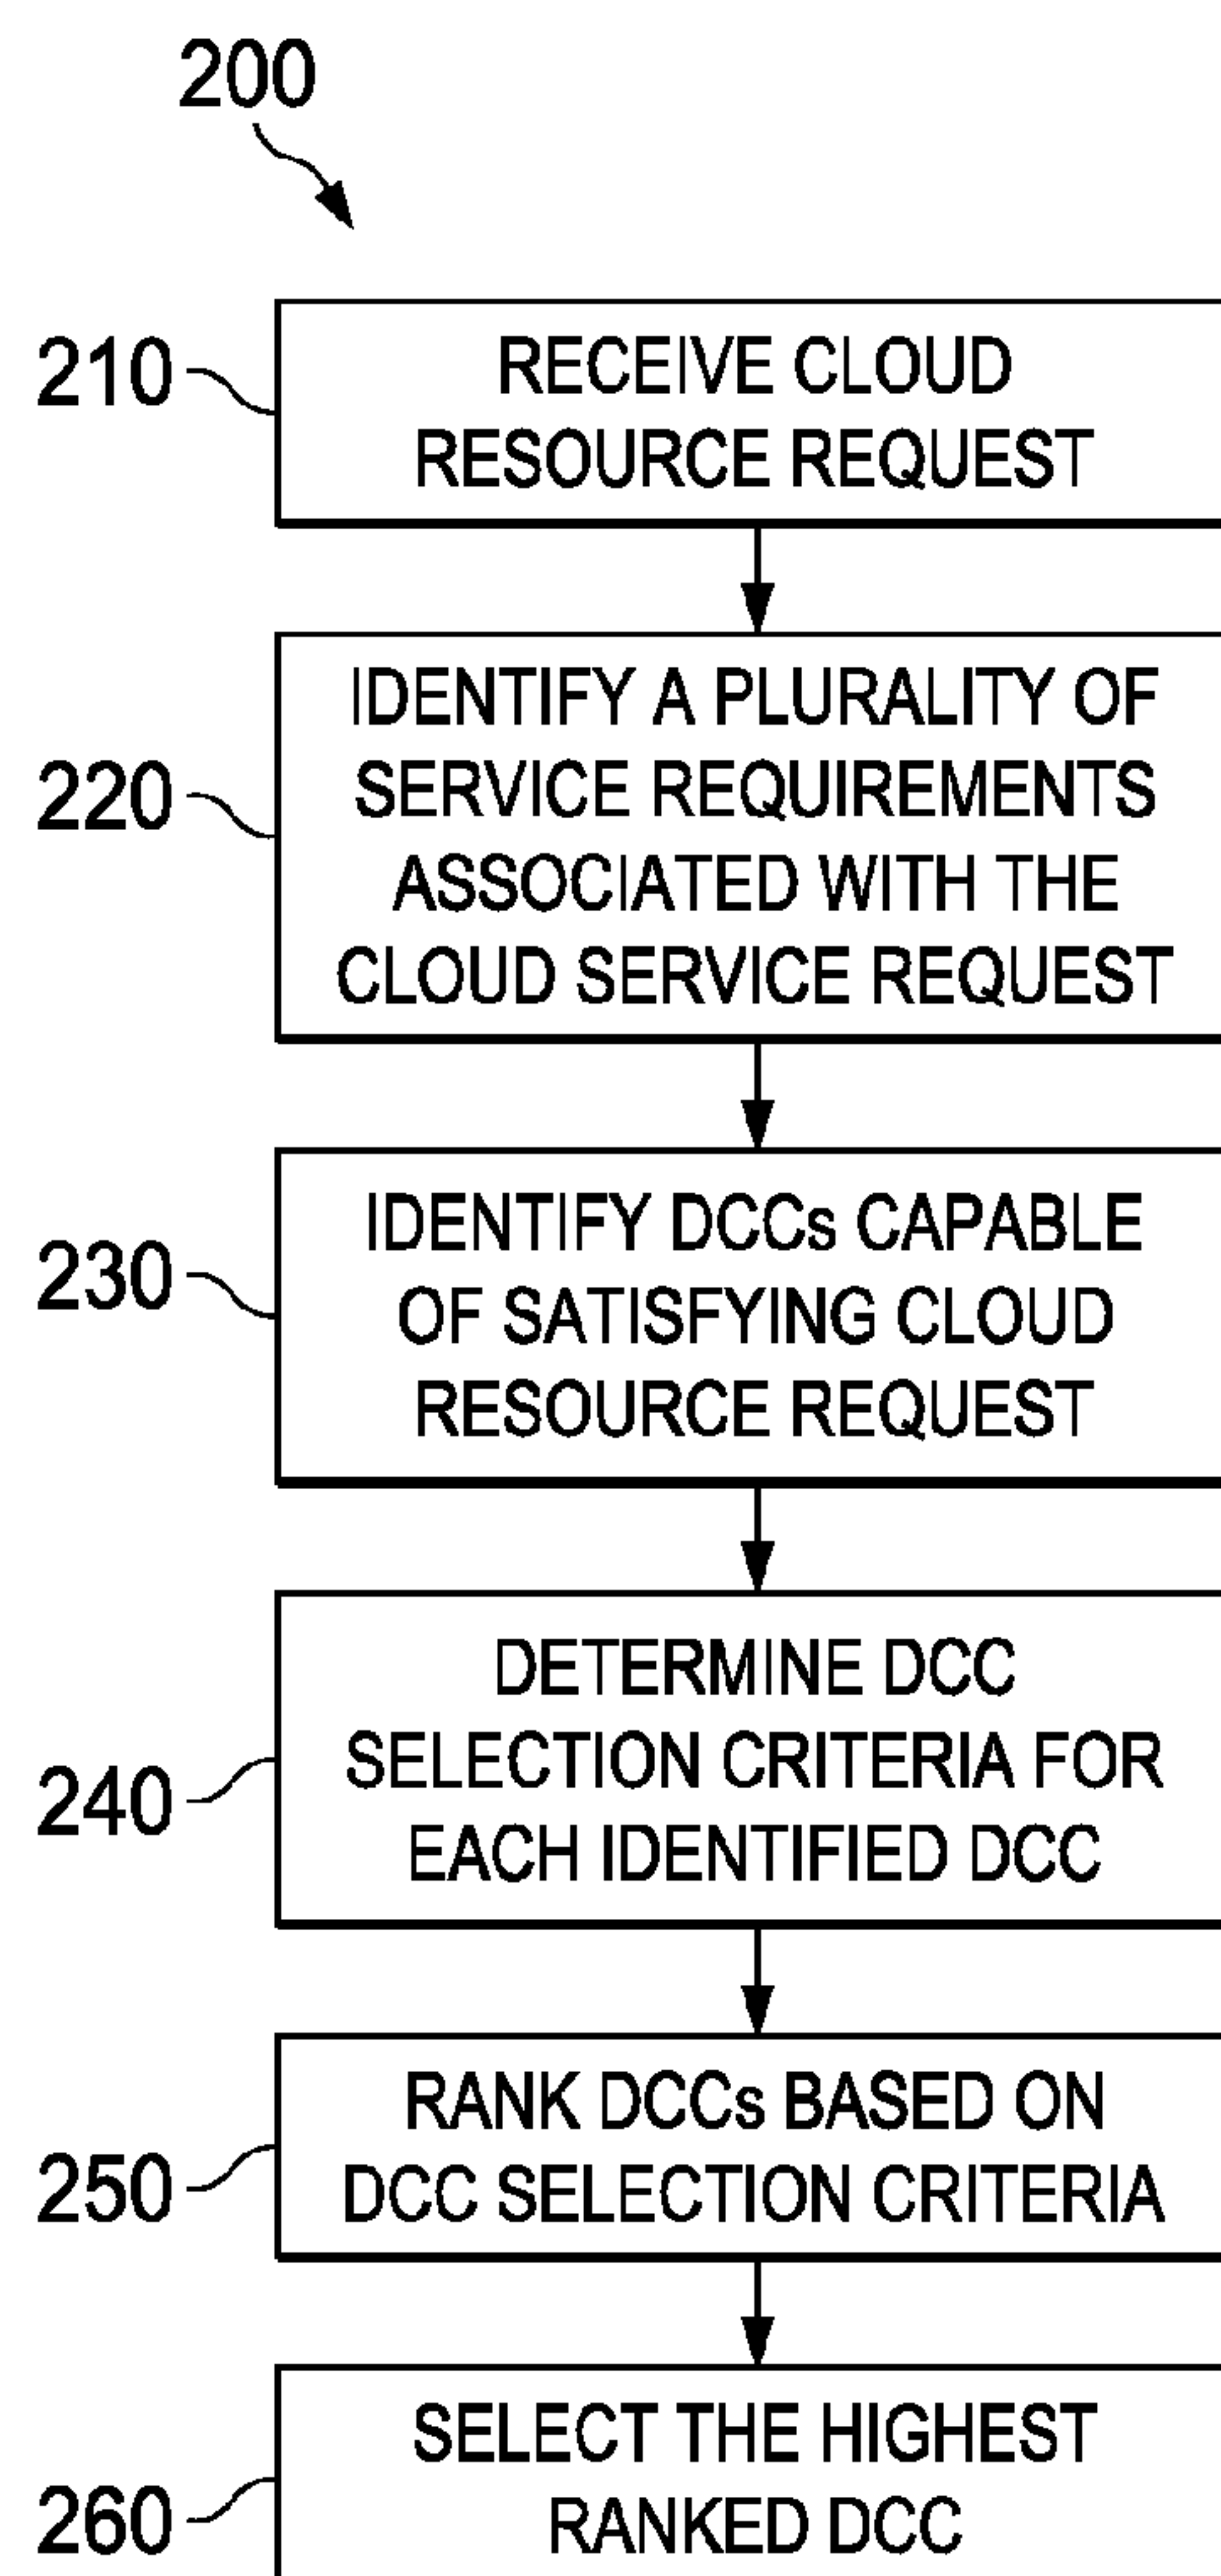 200
210
RECEIVE CLOUD
RESOURCE REQUEST
220
IDENTIFY A PLURALITY OF
SERVICE REQUIREMENTS
ASSOCIATED WITH THE
CLOUD SERVICE REQUEST
230
IDENTIFY DCCs CAPABLE
OF SATISFYING CLOUD
RESOURCE REQUEST
240
DETERMINE DCC
SELECTION CRITERIA FOR
EACH IDENTIFIED DCC
250
RANK DCCs BASED ON
DCC SELECTION CRITERIA
260
SELECT THE HIGHEST
RANKED DCC